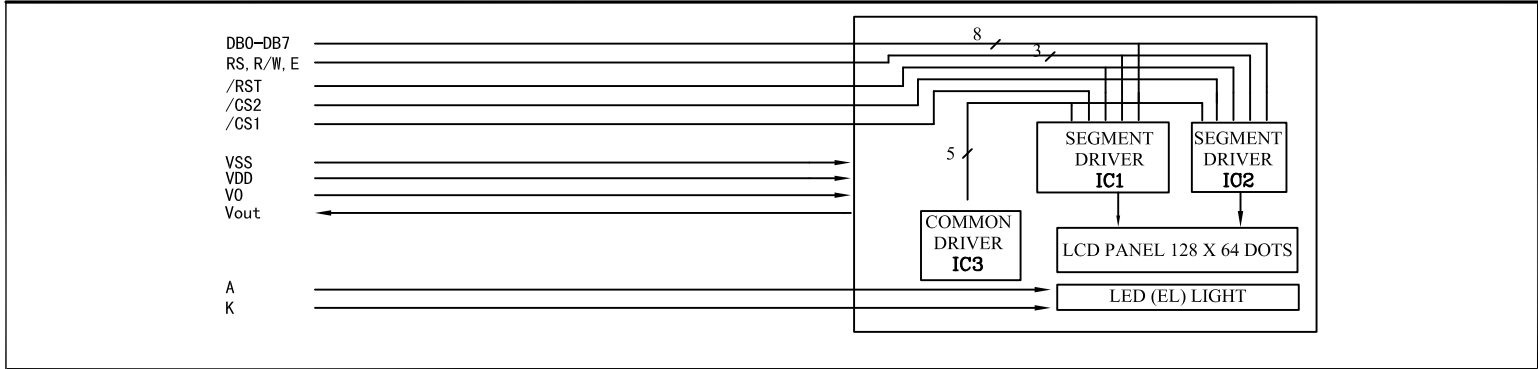 DB0-DB7
RS,R/W,E
/RST
/CS2
/CS1
VSS
VDD
V0
Vout
A
K
8
3
5
SEGMENT
DRIVER
IC1
SEGMENT
DRIVER
IC2
COMMON
DRIVER
IC3
LCD PANEL 128 X 64 DOTS
LED (EL) LIGHT